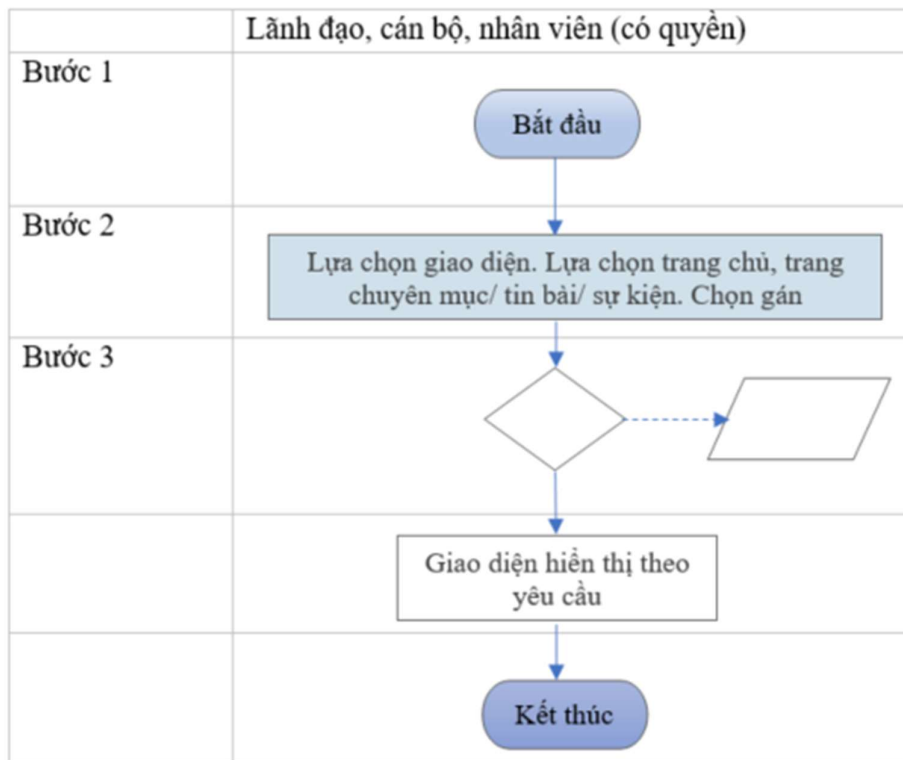 Lãnh đạo, cán bộ, nhân viên (có quyền)
Bước 1
Bắt đầu
Bước 2
Lựa chọn giao diện. Lựa chọn trang chủ, trang
chuyên mục/ tin bài/ sự kiện. Chọn gán
Bước 3
Giao diện hiển thị theo
yêu cầu
Kết thúc